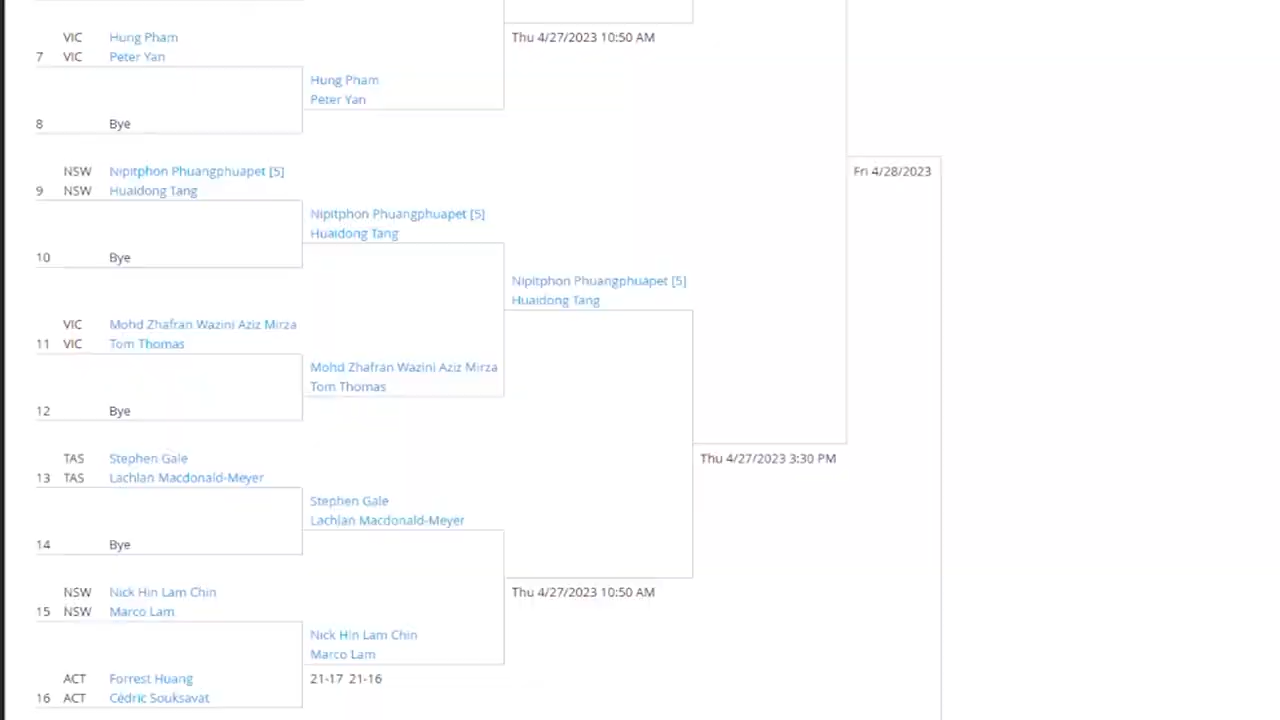 Thu 4/27/2023 10:50 AM
VIC Hung Pham
7 VIC Peter Yan
Hung Pham
Peter Yan
8 Bye
NSW Nipitphon Phuangphuapet [5]
9 NSW Huaidong Tang
Fri 4/28/2023
Nipitphon Phuangphuapet [5]
Huaidong Tang
10 Bye
Nipitphon Phuangphuapet [5]
Huaidong Tang
VIC Mohd Zhafran Wazini Aziz Mirza
11 VIC Tom Thomas
Mohd Zhafran Wazini Aziz Mirza
Tom Thomas
12 Bye
TAS Stephen Gale
13 TAS Lachlan Macdonald-Meyer
Thu 4/27/2023 3:30 PM
Stephen Gale
Lachlan Macdonald-Meyer
14 Bye
NSW Nick Hin Lam Chin
15 NSW Marco Lam
Thu 4/27/2023 10:50 AM
Nick Hin Lam Chin
Marco Lam
ACT Forrest Huang
21-17 21-16
16 ACT Cédric Souksavat